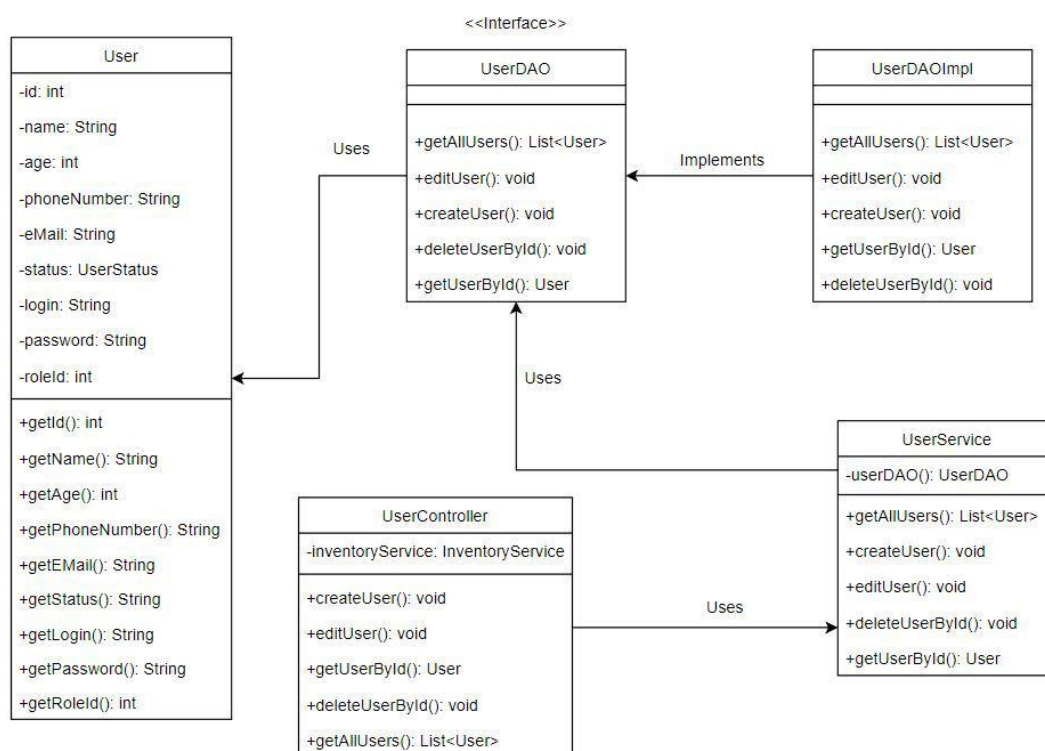 <<Interface>>
User
-id: int
-name: String
-age: int
-phoneNumber: String
-eMail: String
-status: UserStatus
-login: String
-password: String
-roleId: int
+getId(): int
+getName(): String
+getAge(): int
+getPhoneNumber(): String
+getEMail(): String
+getStatus(): String
+getLogin(): String
+getPassword(): String
+getRoleId(): int
Uses
UserDAO
+getAllUsers(): List<User>
+editUser(): void
+createUser(): void
+deleteUserById(): void
+getUserById(): User
Implements
UserDAOImpl
+getAllUsers(): List<User>
+editUser(): void
+createUser(): void
+getUserById(): User
+deleteUserById(): void
Uses
UserController
-inventoryService: InventoryService
+createUser(): void
+editUser(): void
+getUserById(): User
+deleteUserById(): void
+getAllUsers(): List<User>
Uses
UserService
-userDAO(): UserDAO
+getAllUsers(): List<User>
+createUser(): void
+editUser(): void
+deleteUserById(): void
+getUserById(): User